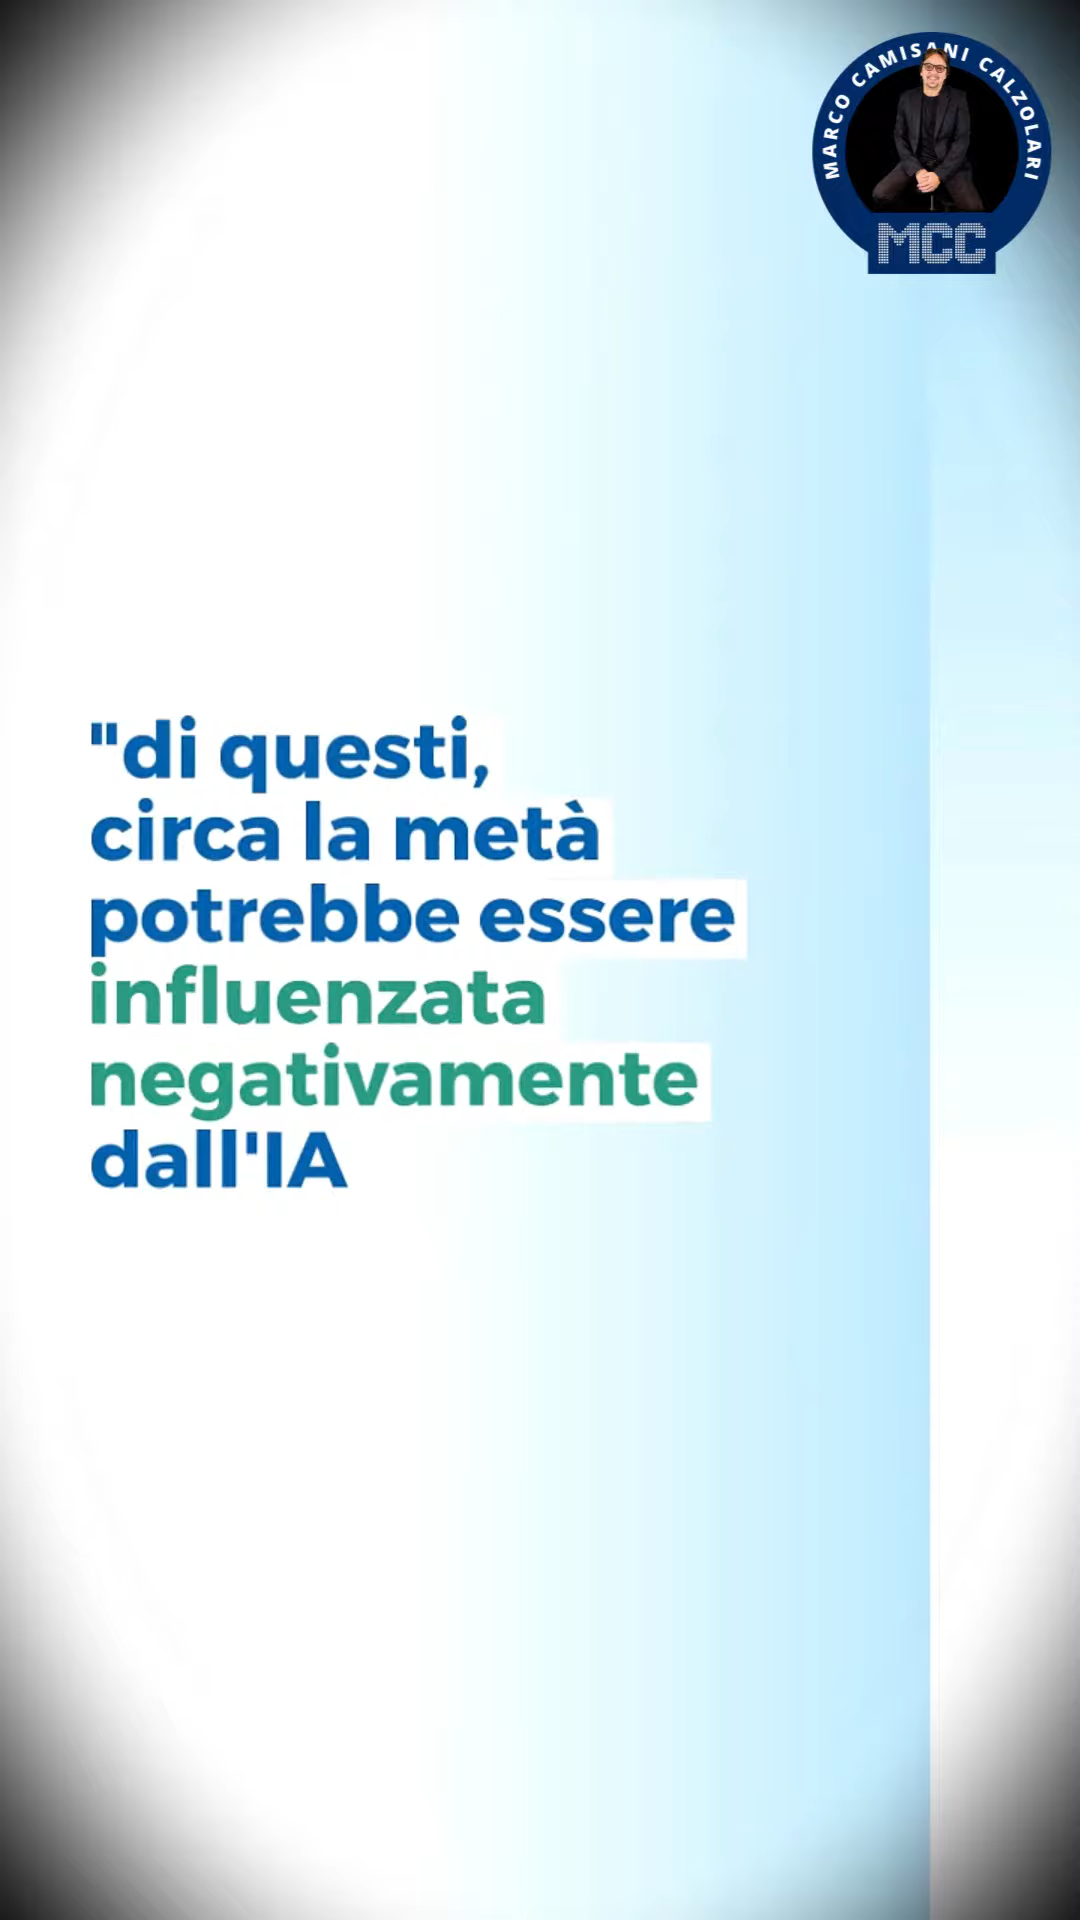 MARCO CAMISANI CALZOLARI
MCC
"di questi,
circa la metà
potrebbe essere
influenzata
negativamente
dall'IA